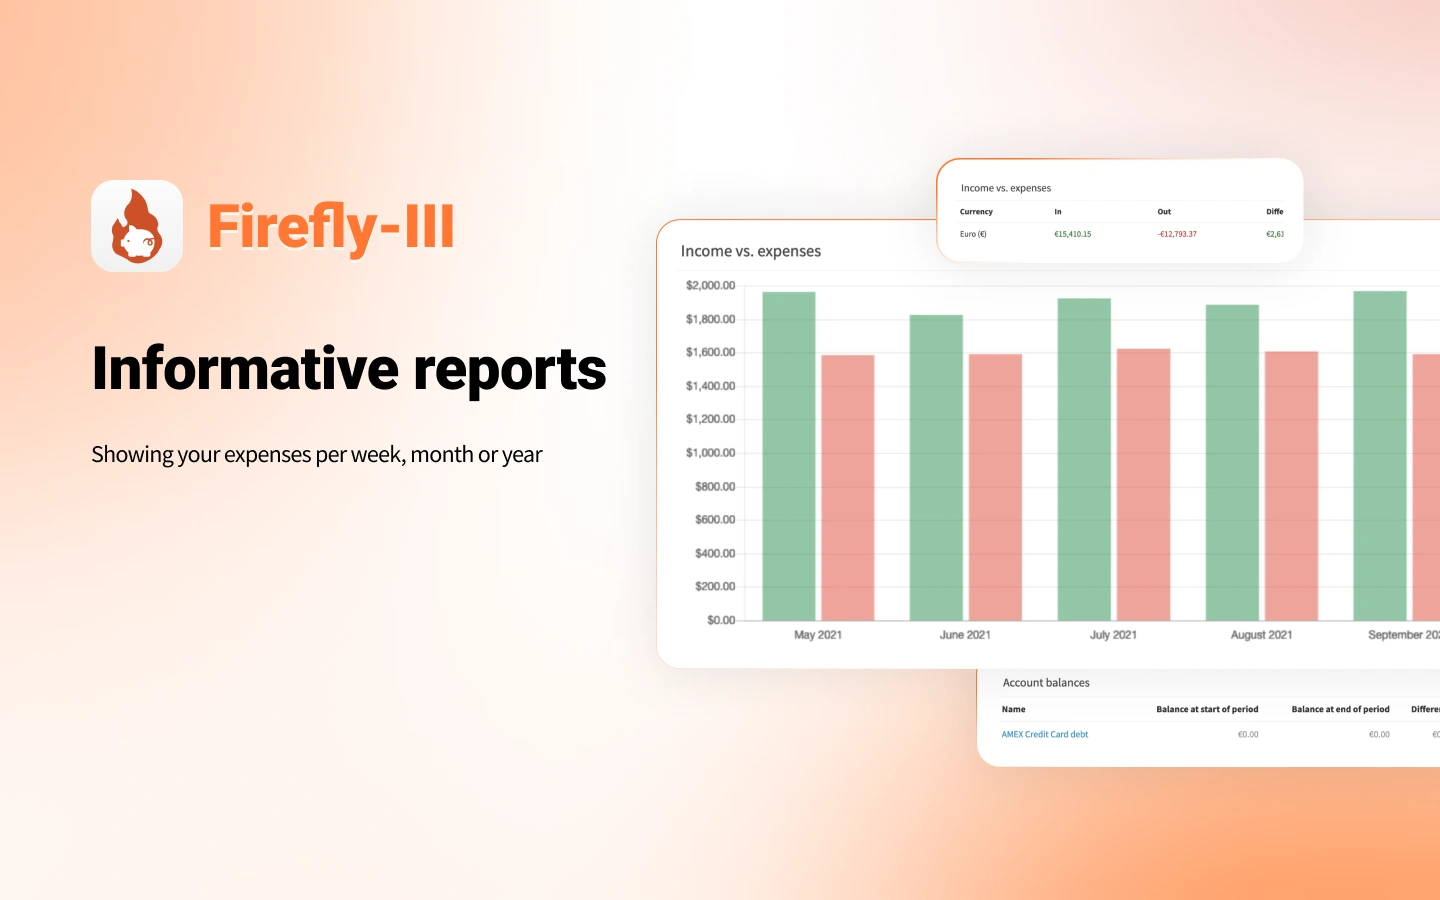 Firefly-III
Informative reports
Showing your expenses per week, month or year
Income vs. expenses
Currency In Out Diffe
Euro (€) €15,410.15 -€12,793.37 €2,61
Income vs. expenses
$2,000.00
$1,800.00
$1,600.00
$1,400.00
$1,200.00
$1,000.00
$800.00
$600.00
$400.00
$200.00
$0.00
May 2021 June 2021 July 2021 August 2021 September 202
Account balances
Name Balance at start of period Balance at end of period Differen
AMEX Credit Card debt €0.00 €0.00 €0